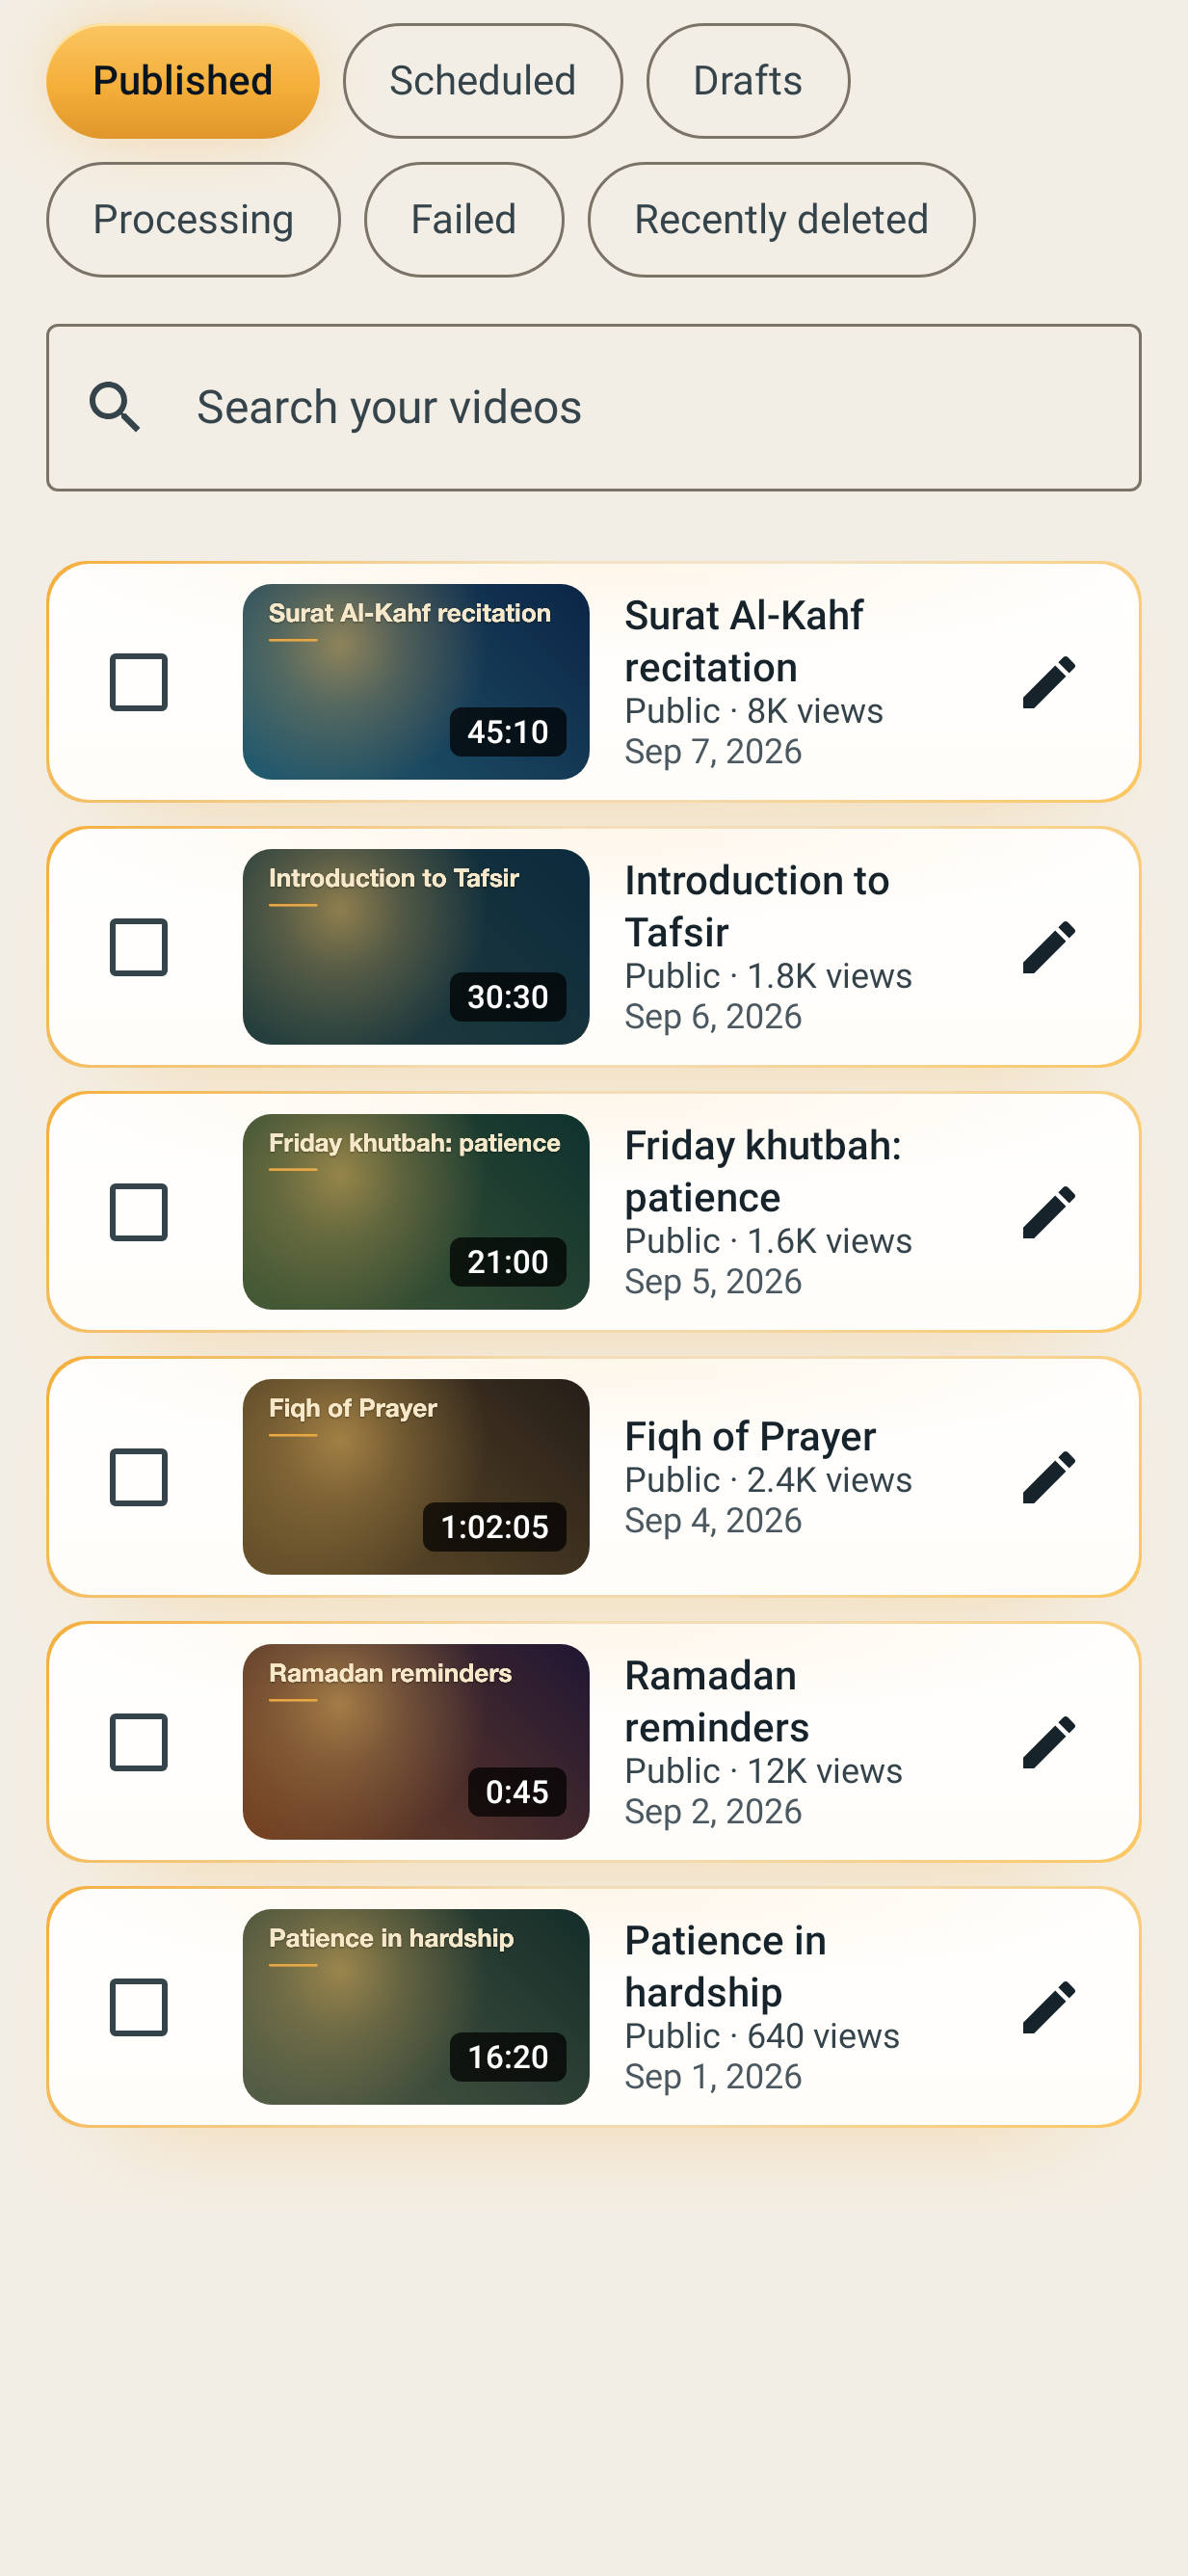 Published
Scheduled
Drafts
Processing
Failed
Recently deleted
Search your videos
Surat Al-Kahf recitation
45:10
Surat Al-Kahf
recitation
Public · 8K views
Sep 7, 2026
Introduction to Tafsir
30:30
Introduction to
Tafsir
Public · 1.8K views
Sep 6, 2026
Friday khutbah: patience
21:00
Friday khutbah:
patience
Public · 1.6K views
Sep 5, 2026
Fiqh of Prayer
1:02:05
Fiqh of Prayer
Public · 2.4K views
Sep 4, 2026
Ramadan reminders
0:45
Ramadan
reminders
Public · 12K views
Sep 2, 2026
Patience in hardship
16:20
Patience in
hardship
Public · 640 views
Sep 1, 2026